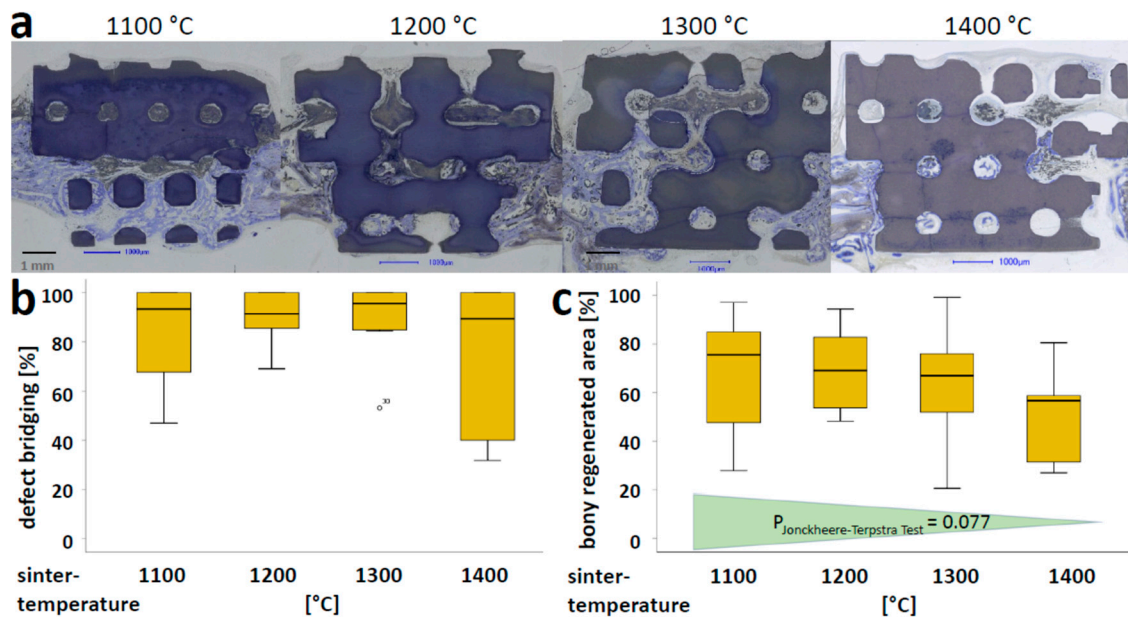 a
1100 °C 1200 °C 1300 °C 1400 °C
1 mm 1000μm 1000μm 1000μm 1000μm
b
defect bridging [%]
100
80
60
40
20
0
30
sinter-
temperature
1100 1200 1300 1400
[°C]
c
bony regenerated area [%]
100
80
60
40
20
0
P Jonckheere-Terpstra Test = 0.077
sinter-
temperature
1100 1200 1300 1400
[°C]